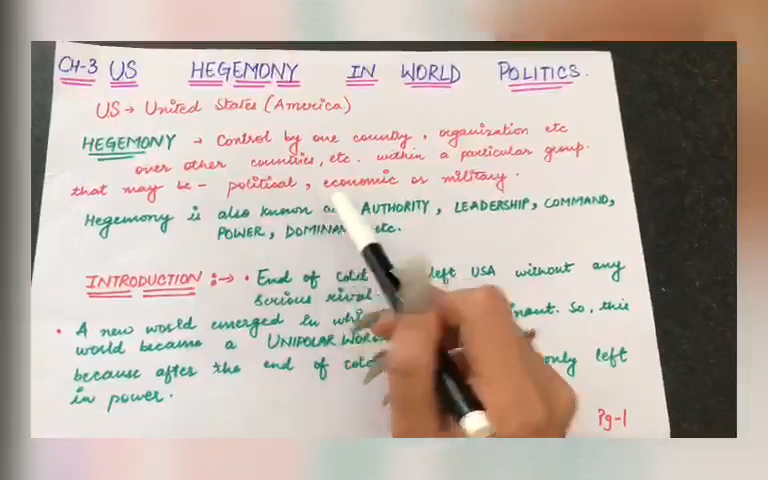 CH-3 US HEGEMONY IN WORLD POLITICS.
US → United States (America)
HEGEMONY → Control by one country, organization etc
over other countries, etc. within a particular group.
that may be - political, economic or military.
Hegemony is also known AUTHORITY, LEADERSHIP, COMMAND,
POWER, DOMINAN etc.
INTRODUCTION :→ • End of cold left USA without any
serious rival.
• A new world emerged in So, this
world became a UNIPOLAR WOR
because after the end of cold only left
in power.
Pg-1